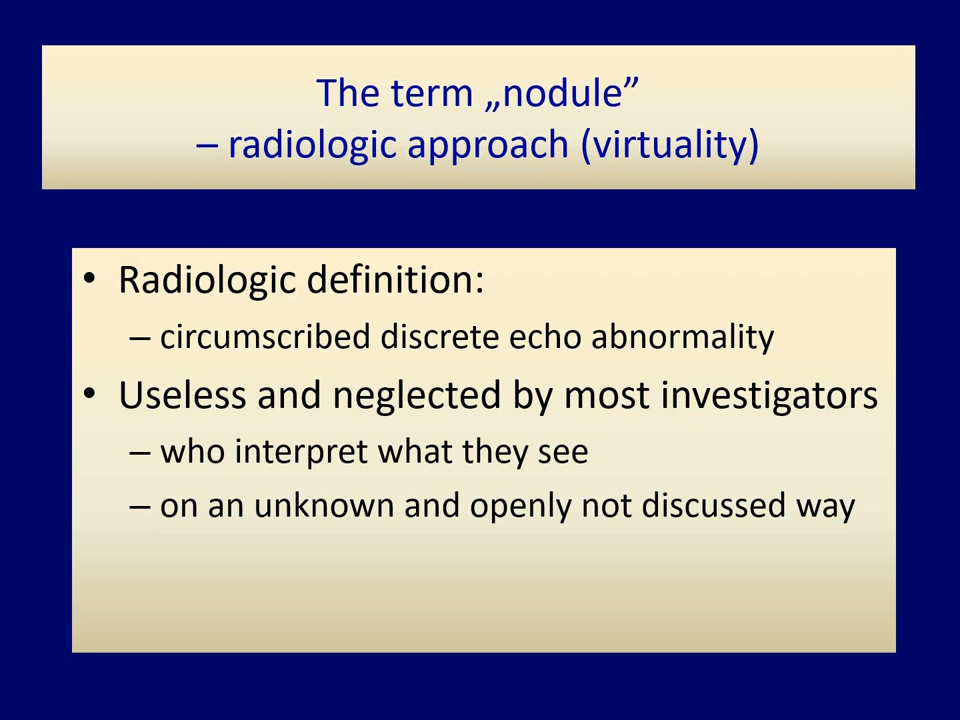 The term „nodule”
– radiologic approach (virtuality)
• Radiologic definition:
– circumscribed discrete echo abnormality
• Useless and neglected by most investigators
– who interpret what they see
– on an unknown and openly not discussed way